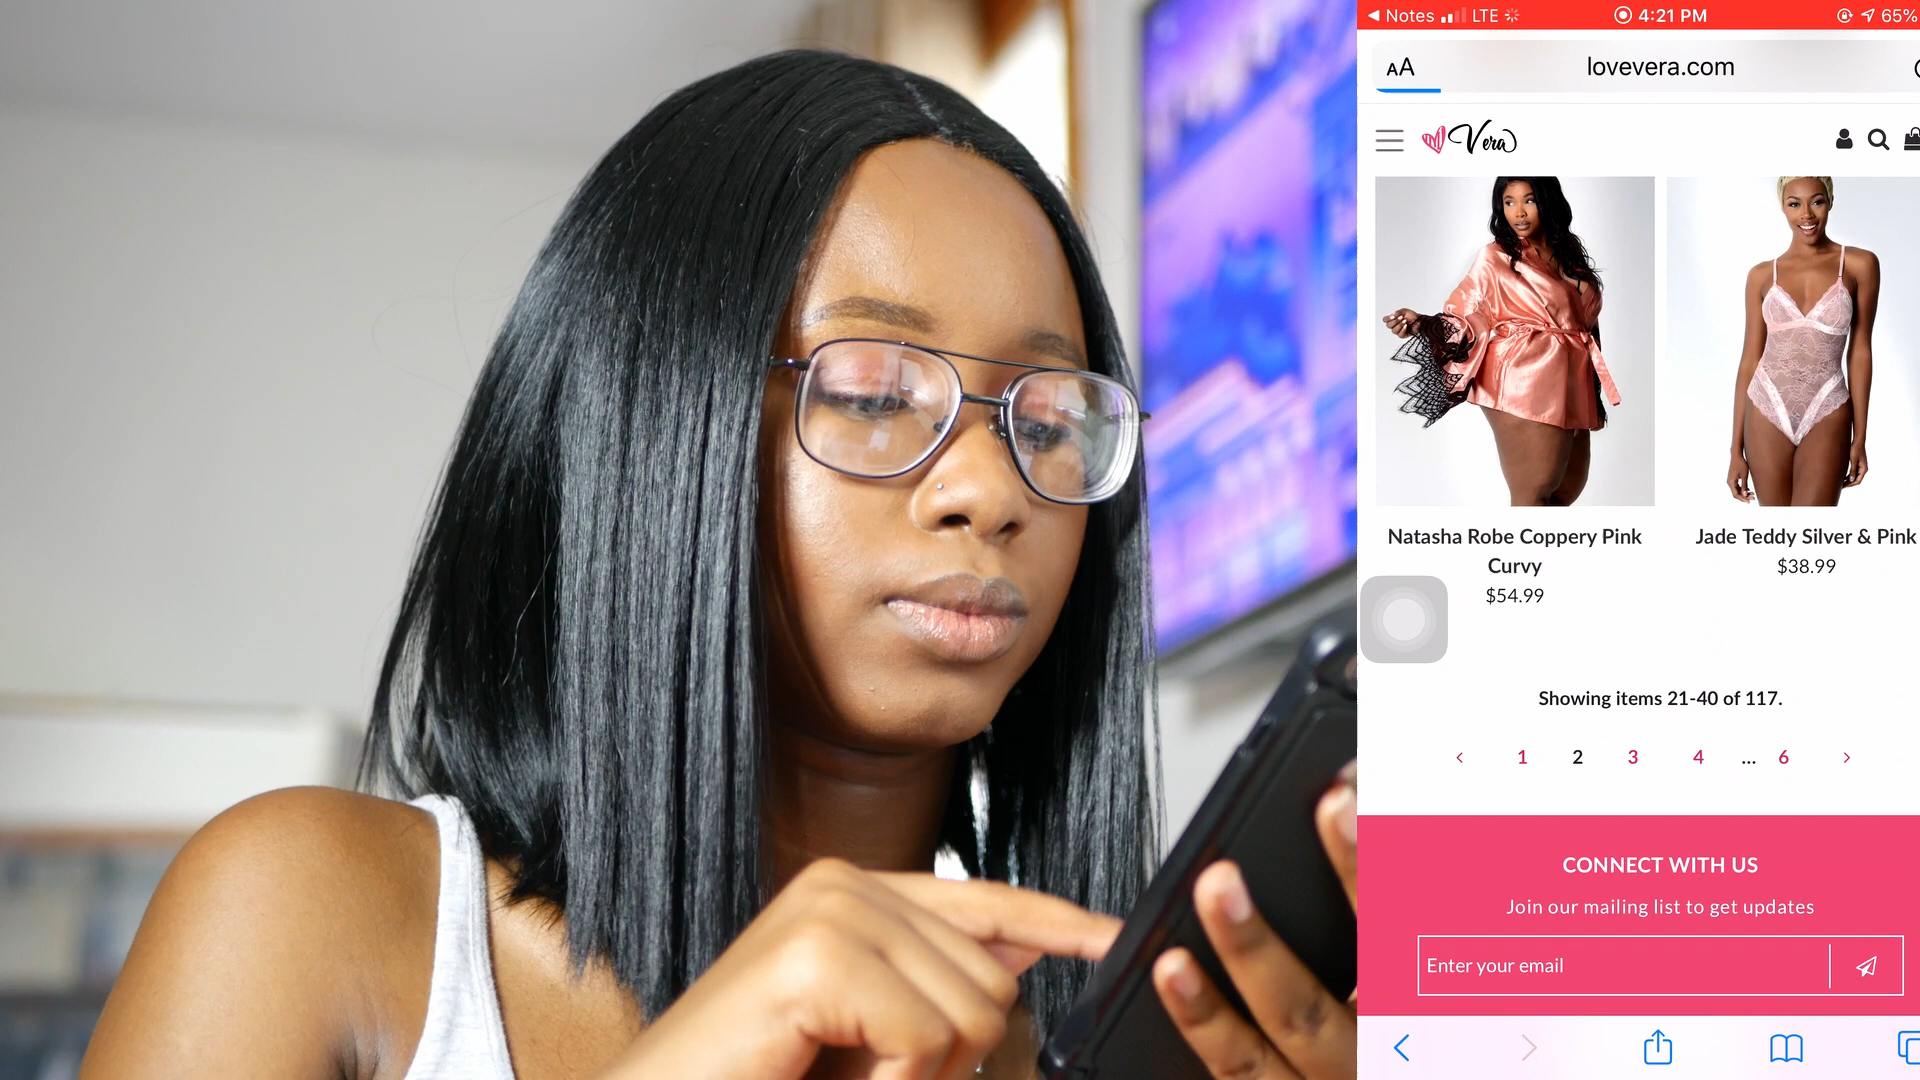 Notes LTE 4:21 PM 65%
AA lovevera.com
Vera
Natasha Robe Coppery Pink
Curvy
$54.99
Jade Teddy Silver & Pink
$38.99
Showing items 21-40 of 117.
< 1 2 3 4 ... 6 >
CONNECT WITH US
Join our mailing list to get updates
Enter your email